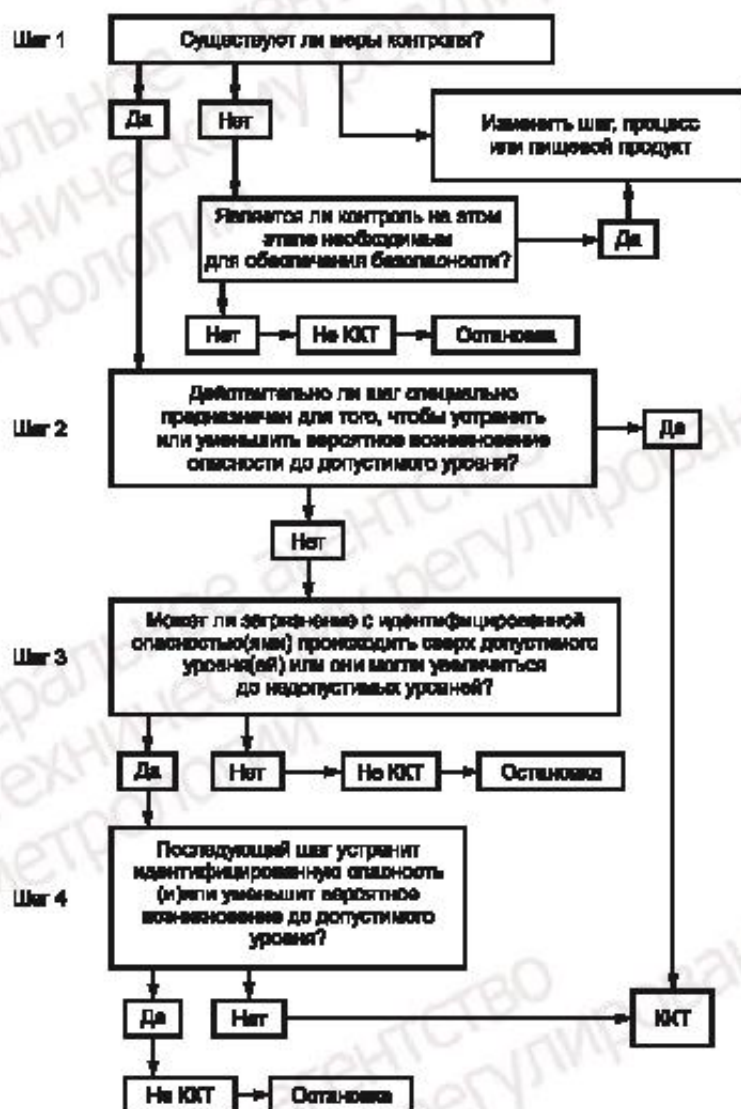 Шаг 1
Существуют ли меры контроля?
Да
Нет
Изменить шаг, процесс
или пищевой продукт
Является ли контроль на этом
этапе необходимым
для обеспечения безопасности?
Да
Нет
Не ККТ
Остановка
Шаг 2
Действительно ли шаг специально
предназначен для того, чтобы устранить
или уменьшить вероятное возникновение
опасности до допустимого уровня?
Да
Нет
Шаг 3
Может ли загрязнение с идентифицированной
опасностью(ями) происходить сверх допустимого
уровня(ей) или они могли увеличиться
до недопустимых уровней?
Да
Нет
Не ККТ
Остановка
Шаг 4
Последующий шаг устранит
идентифицированную опасность
(и)или уменьшит вероятное
возникновение до допустимого
уровня?
Да
Нет
ККТ
Не ККТ
Остановка